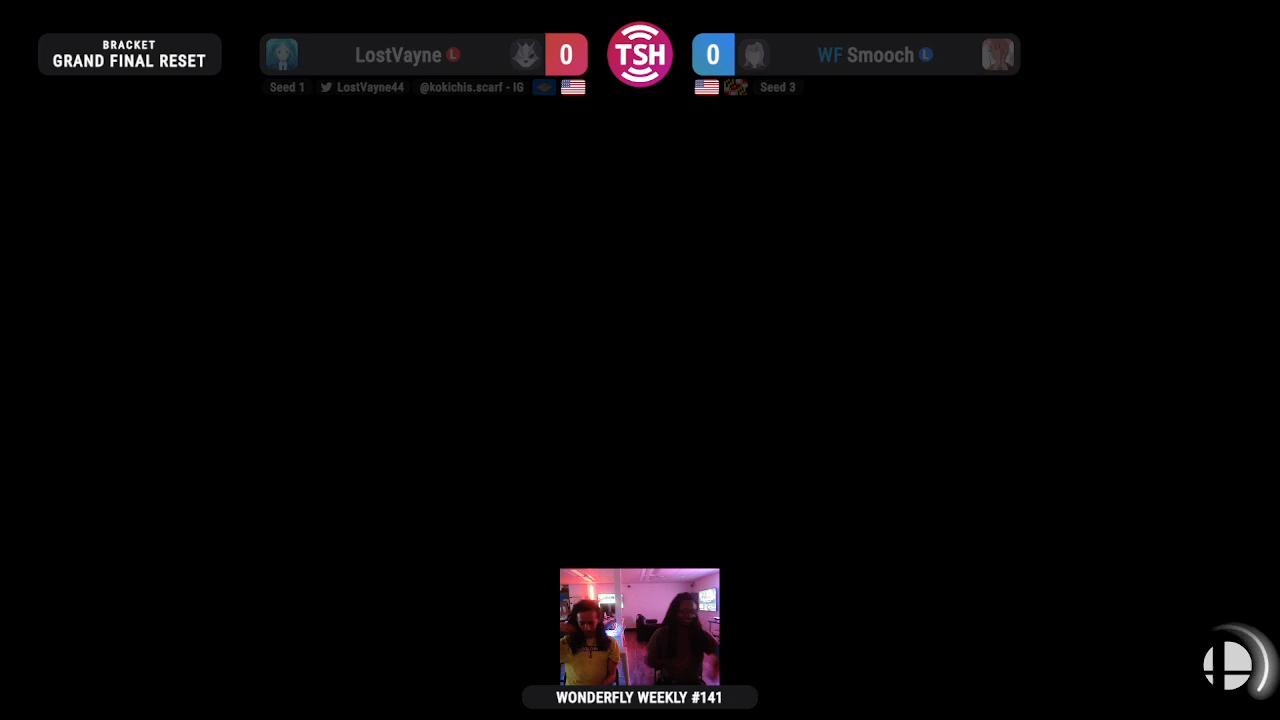 BRACKET
GRAND FINAL RESET
LostVayne L 0
TSH
0 WF Smooch L
Seed 1 LostVayne44 @kokichis.scarf - IG
Seed 3
WONDERFLY WEEKLY #141